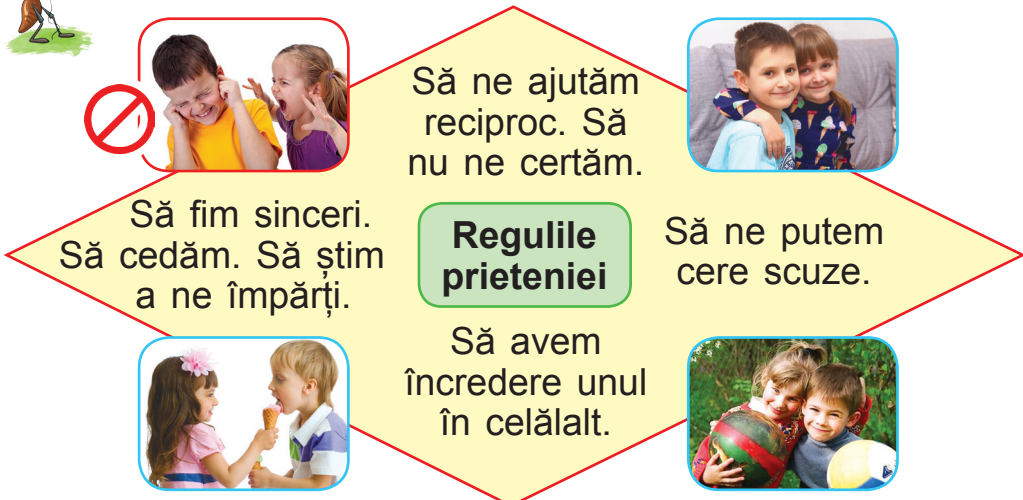 Să ne ajutăm
reciproc. Să
nu ne certăm.
Să fim sinceri.
Să cedăm. Să știm
a ne împărți.
Regulile
prieteniei
Să ne putem
cere scuze.
Să avem
încredere unul
în celălalt.